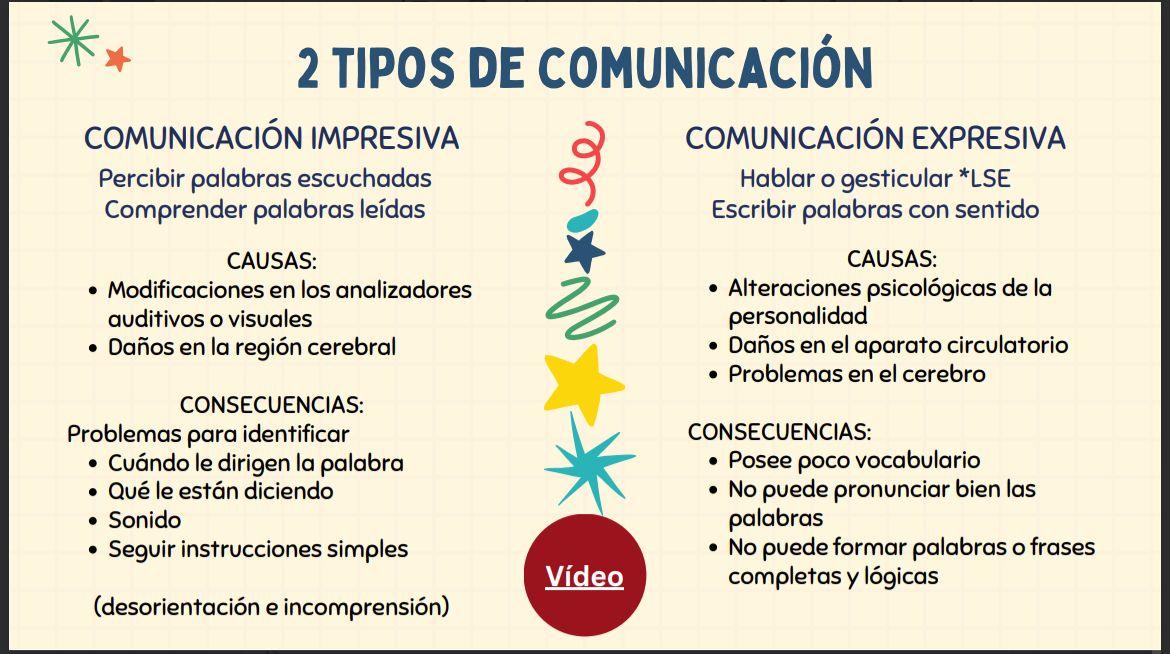 2 TIPOS DE COMUNICACIÓN
COMUNICACIÓN IMPRESIVA
Percibir palabras escuchadas
Comprender palabras leídas
CAUSAS:
• Modificaciones en los analizadores
auditivos o visuales
• Daños en la región cerebral
CONSECUENCIAS:
Problemas para identificar
• Cuándo le dirigen la palabra
• Qué le están diciendo
• Sonido
• Seguir instrucciones simples
(desorientación e incomprensión)
Vídeo
COMUNICACIÓN EXPRESIVA
Hablar o gesticular *LSE
Escribir palabras con sentido
CAUSAS:
• Alteraciones psicológicas de la
personalidad
• Daños en el aparato circulatorio
• Problemas en el cerebro
CONSECUENCIAS:
• Posee poco vocabulario
• No puede pronunciar bien las
palabras
• No puede formar palabras o frases
completas y lógicas